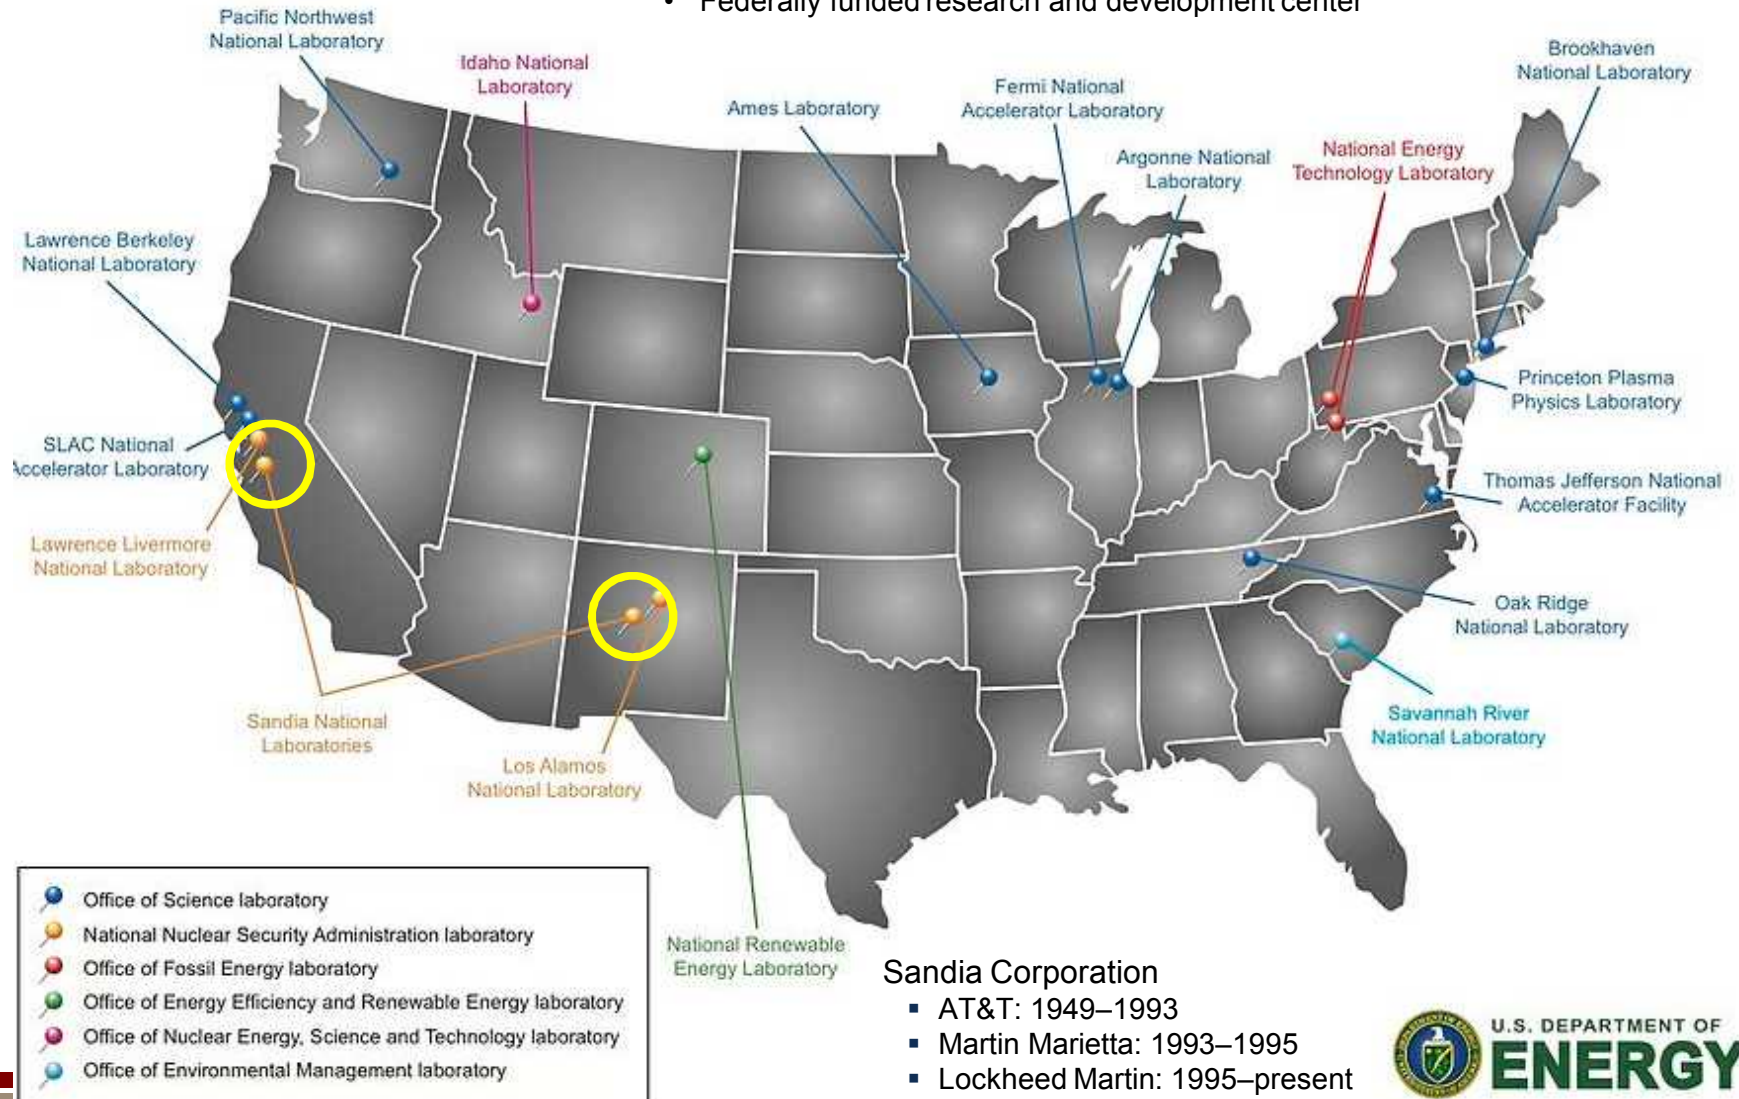 • Federally funded research and development center
Pacific Northwest
National Laboratory
Idaho National
Laboratory
Ames Laboratory
Fermi National
Accelerator Laboratory
Argonne National
Laboratory
National Energy
Technology Laboratory
Brookhaven
National Laboratory
Lawrence Berkeley
National Laboratory
SLAC National
Accelerator Laboratory
Lawrence Livermore
National Laboratory
Sandia National
Laboratories
Los Alamos
National Laboratory
National Renewable
Energy Laboratory
Princeton Plasma
Physics Laboratory
Thomas Jefferson National
Accelerator Facility
Oak Ridge
National Laboratory
Savannah River
National Laboratory
Office of Science laboratory
National Nuclear Security Administration laboratory
Office of Fossil Energy laboratory
Office of Energy Efficiency and Renewable Energy laboratory
Office of Nuclear Energy, Science and Technology laboratory
Office of Environmental Management laboratory
Sandia Corporation
▪ AT&T: 1949–1993
▪ Martin Marietta: 1993–1995
▪ Lockheed Martin: 1995–present
U.S. DEPARTMENT OF
ENERGY